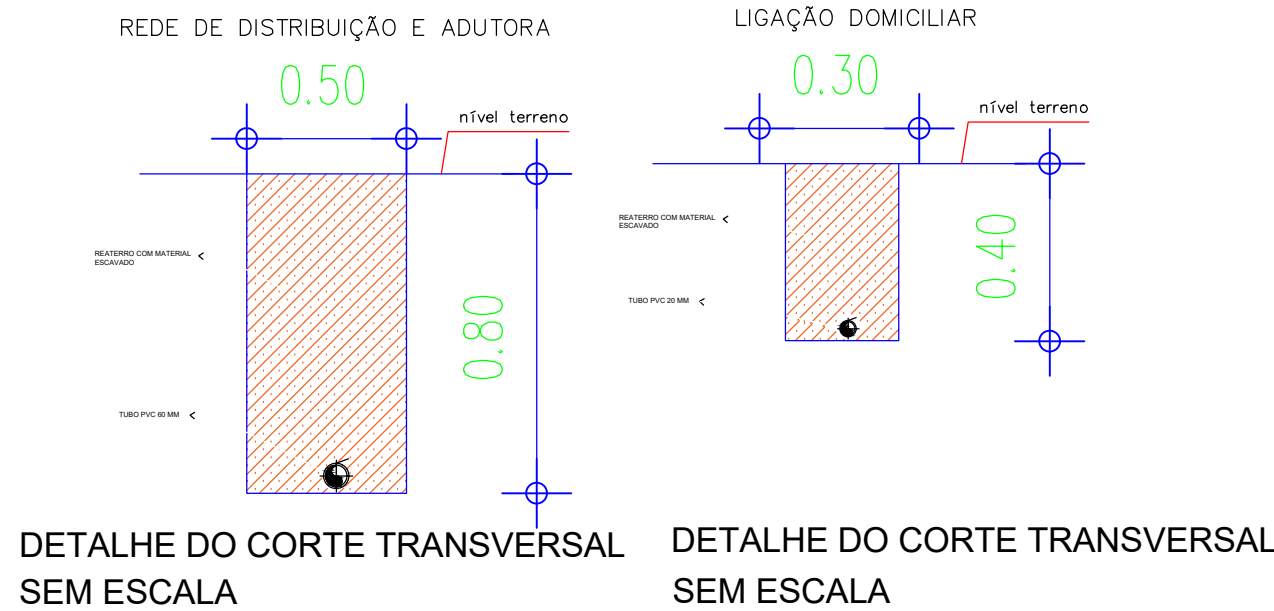 REDE DE DISTRIBUIÇÃO E ADUTORA
0.50
nível terreno
REATERRO COM MATERIAL
ESCAVADO
0.80
TUBO PVC 60 MM
DETALHE DO CORTE TRANSVERSAL
SEM ESCALA
LIGAÇÃO DOMICILIAR
0.30
nível terreno
REATERRO COM MATERIAL
ESCAVADO
0.40
TUBO PVC 20 MM
DETALHE DO CORTE TRANSVERSAL
SEM ESCALA